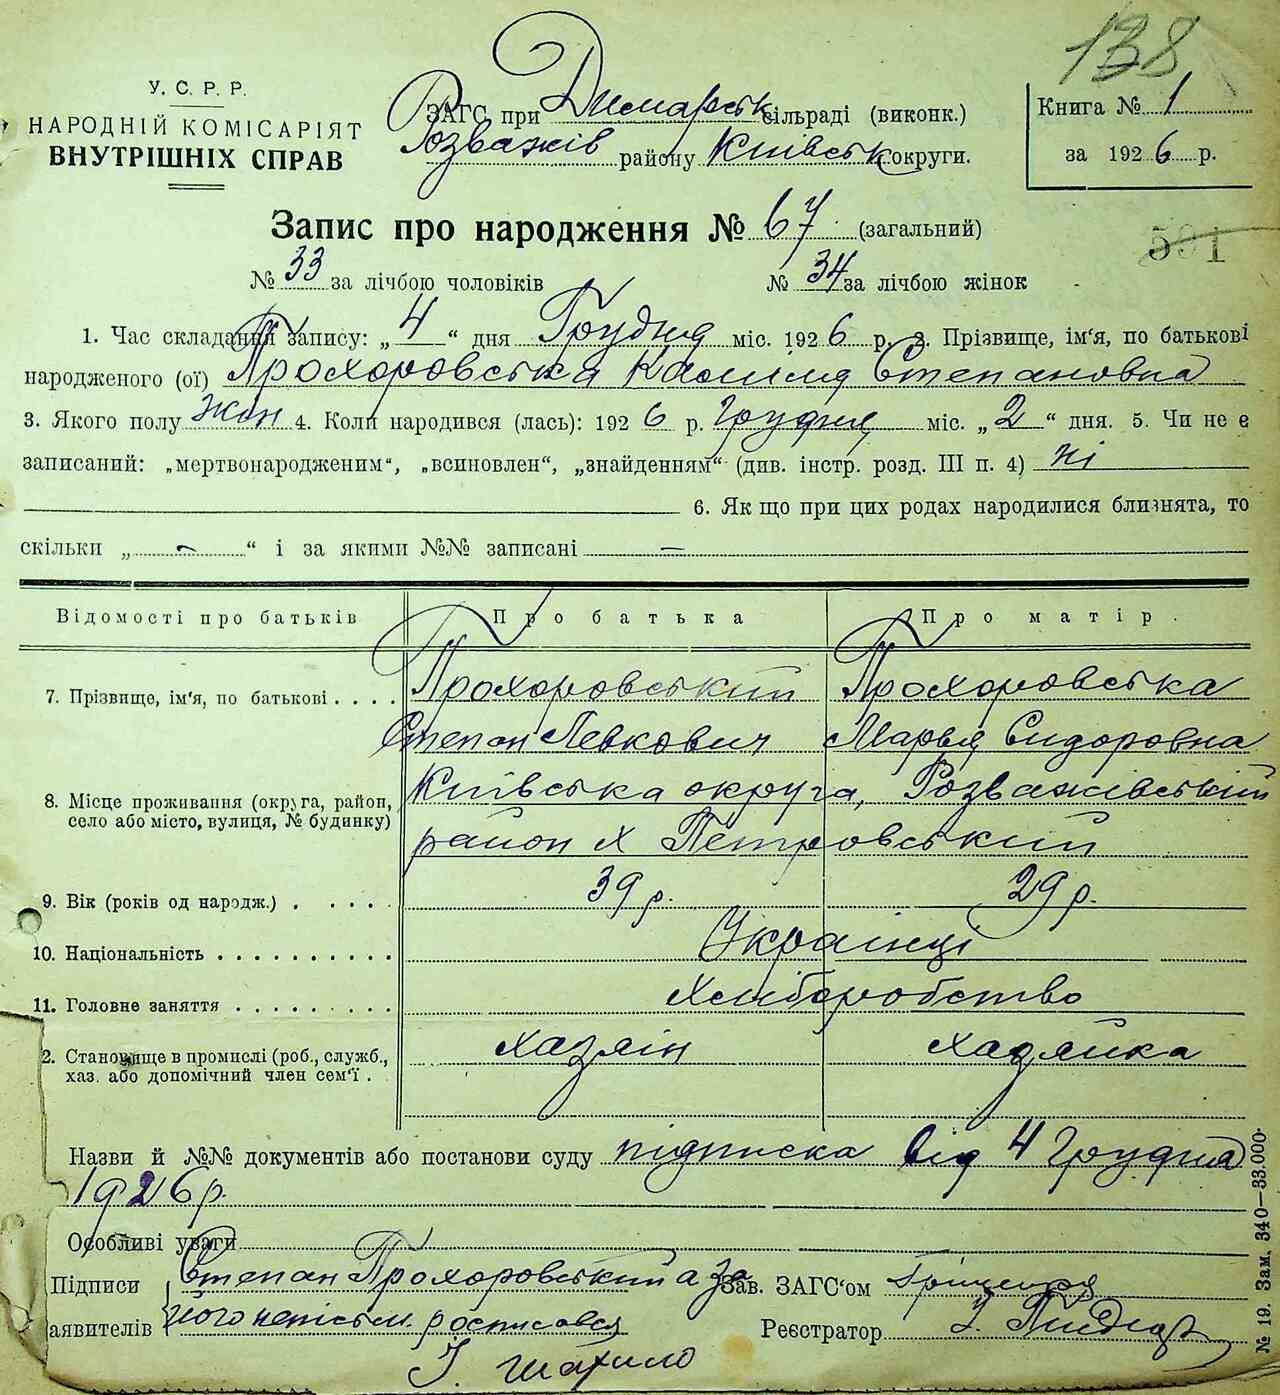 138
У. С. Р. Р.
НАРОДНІЙ КОМІСАРІЯТ
ВНУТРІШНІХ СПРАВ
ЗАГС при Димарськ сільраді (виконк.)
Розважів району Київськ округи.
Книга № 1
за 1926 р.
Запис про народження № 67 (загальний)
591
№ 33 за лічбою чоловіків № 34 за лічбою жінок
1. Час складання запису: „4“ дня Грудня міс. 1926 р. 2. Прізвище, ім'я, по батькові
народженого (ої) Прохоровська Степановна
3. Якого полу жін 4. Коли народився (лась): 1926 р. Грудня міс. „2“ дня. 5. Чи не є
записаний: „мертвонародженим“, „всиновлен“, „знайденням“ (див. інстр. розд. III п. 4) ні
6. Як що при цих родах народилися близнята, то
скільки „ - “ і за якими №№ записані —
Відомості про батьків Про батька Про матір.
7. Прізвище, ім'я, по батькові . . . . Прохоровський Прохоровська
Степан Левкович Марья Сидоровна
8. Місце проживання (округа, район, село або місто, вулиця, № будинку) Київська округа, Розважівський
район х Петровський
9. Вік (років од народж.) . . . . . 39 р. 29 р.
10. Національність . . . . . . . . . . Українці
11. Головне заняття . . . . . . . . . Хліборобство
2. Становище в промислі (роб., служб., хаз. або допомічний член сем'ї . хазяїн хазяйка
Назви й №№ документів або постанови суду підписка від 4 Грудня
1926 р.
Особливі уваги
Підписи Степан Прохоровський а за Зав. ЗАГС'ом
аявителів його неписьм. росписався Реєстратор
І. Шахило
№ 19. Зам. 340—33.000.